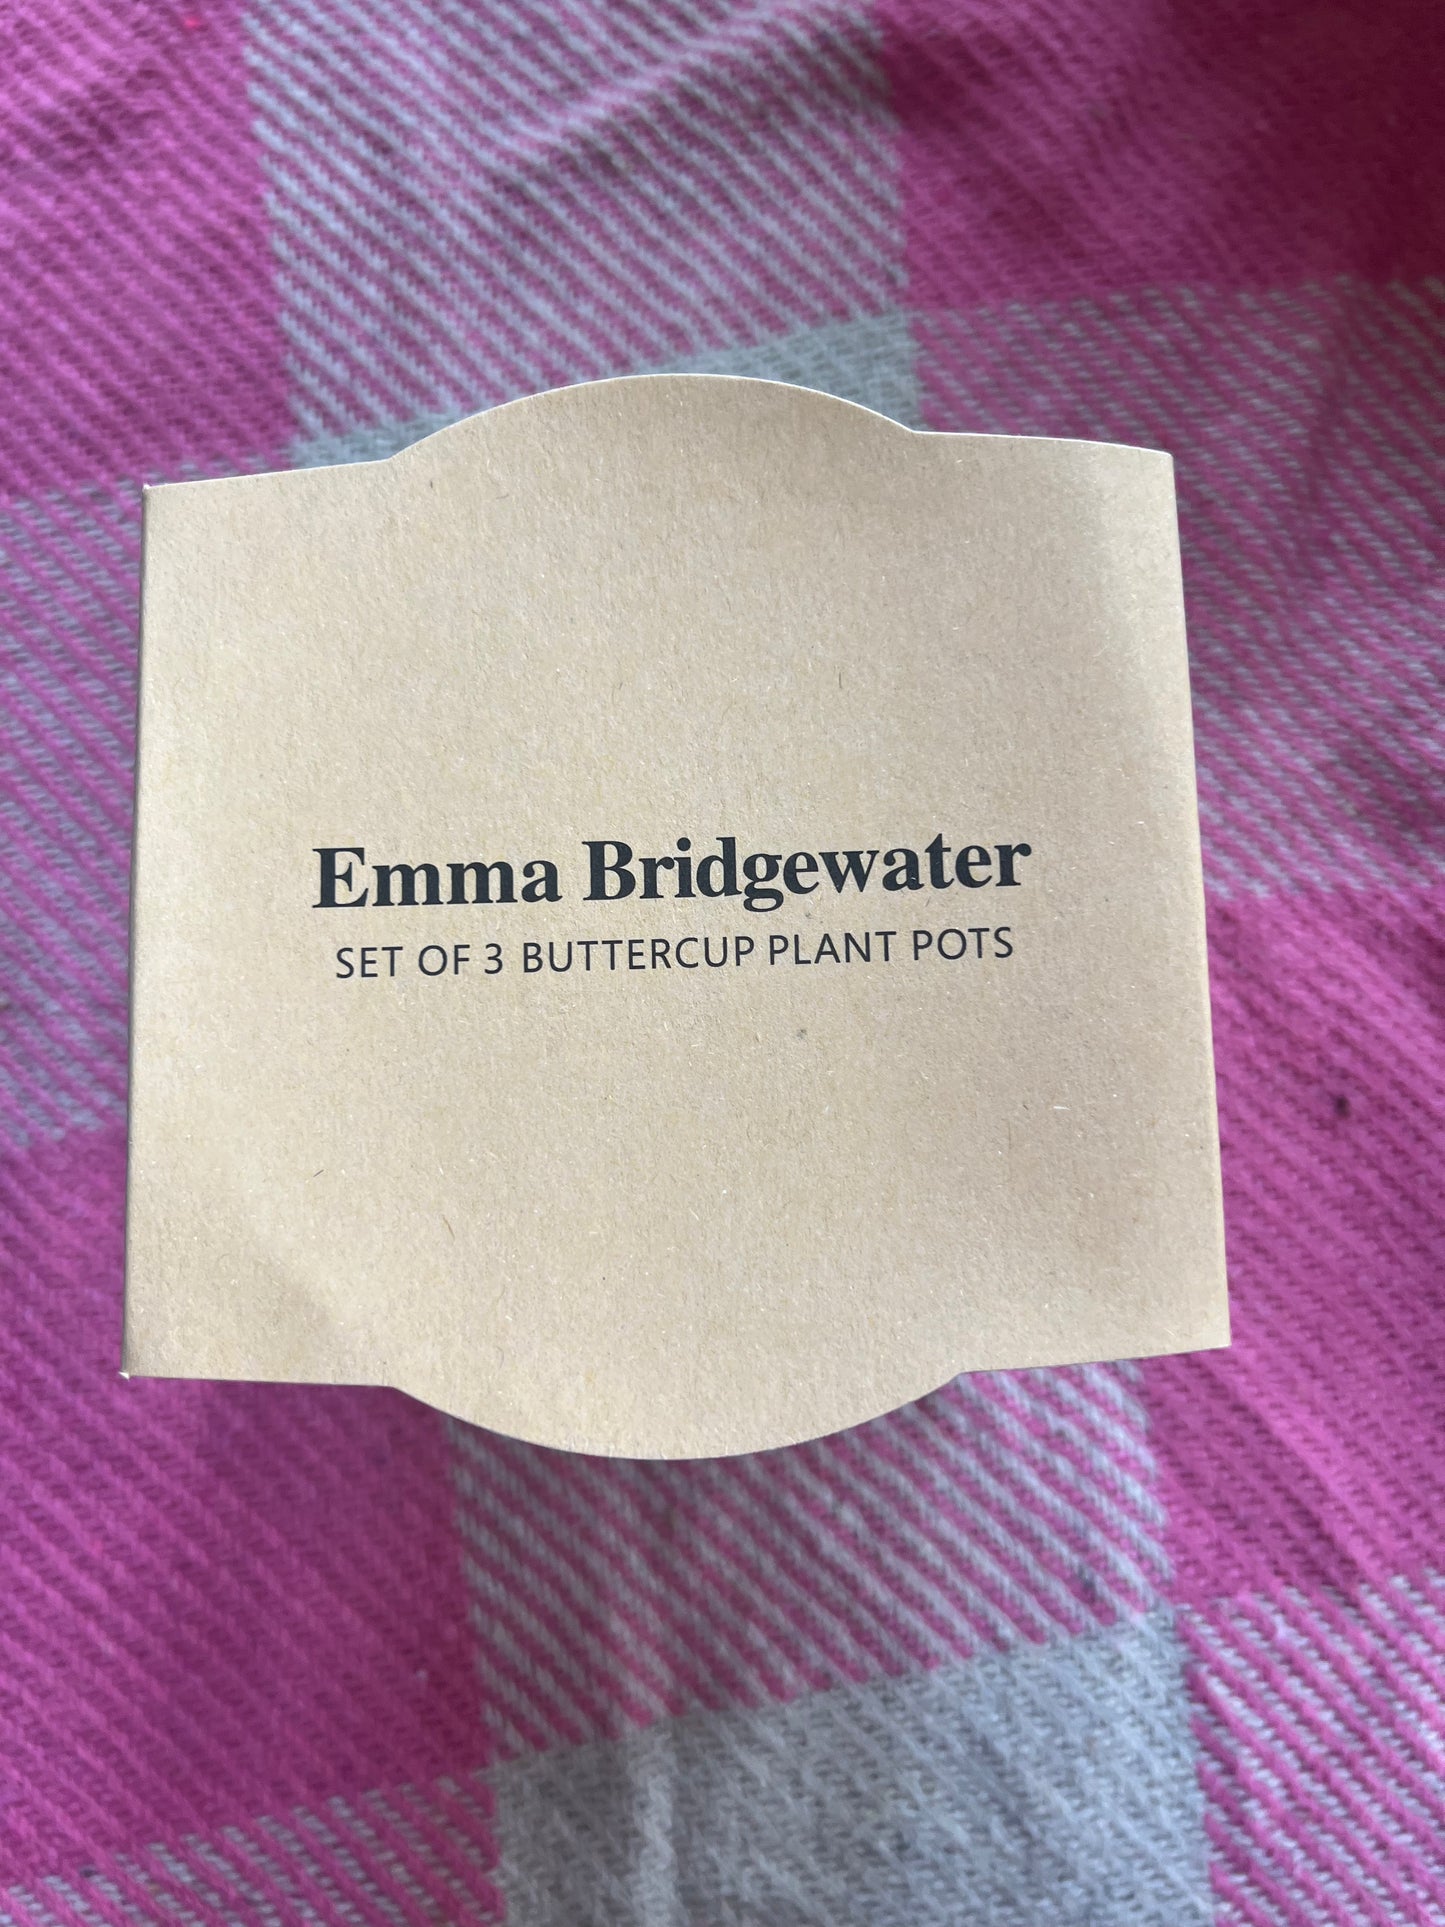 Emma Bridgewater
SET OF 3 BUTTERCUP PLANT POTS